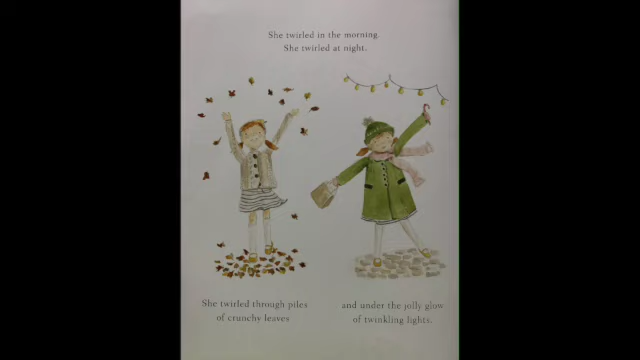 She twirled in the morning.
She twirled at night.
She twirled through piles
of crunchy leaves
and under the jolly glow
of twinkling lights.